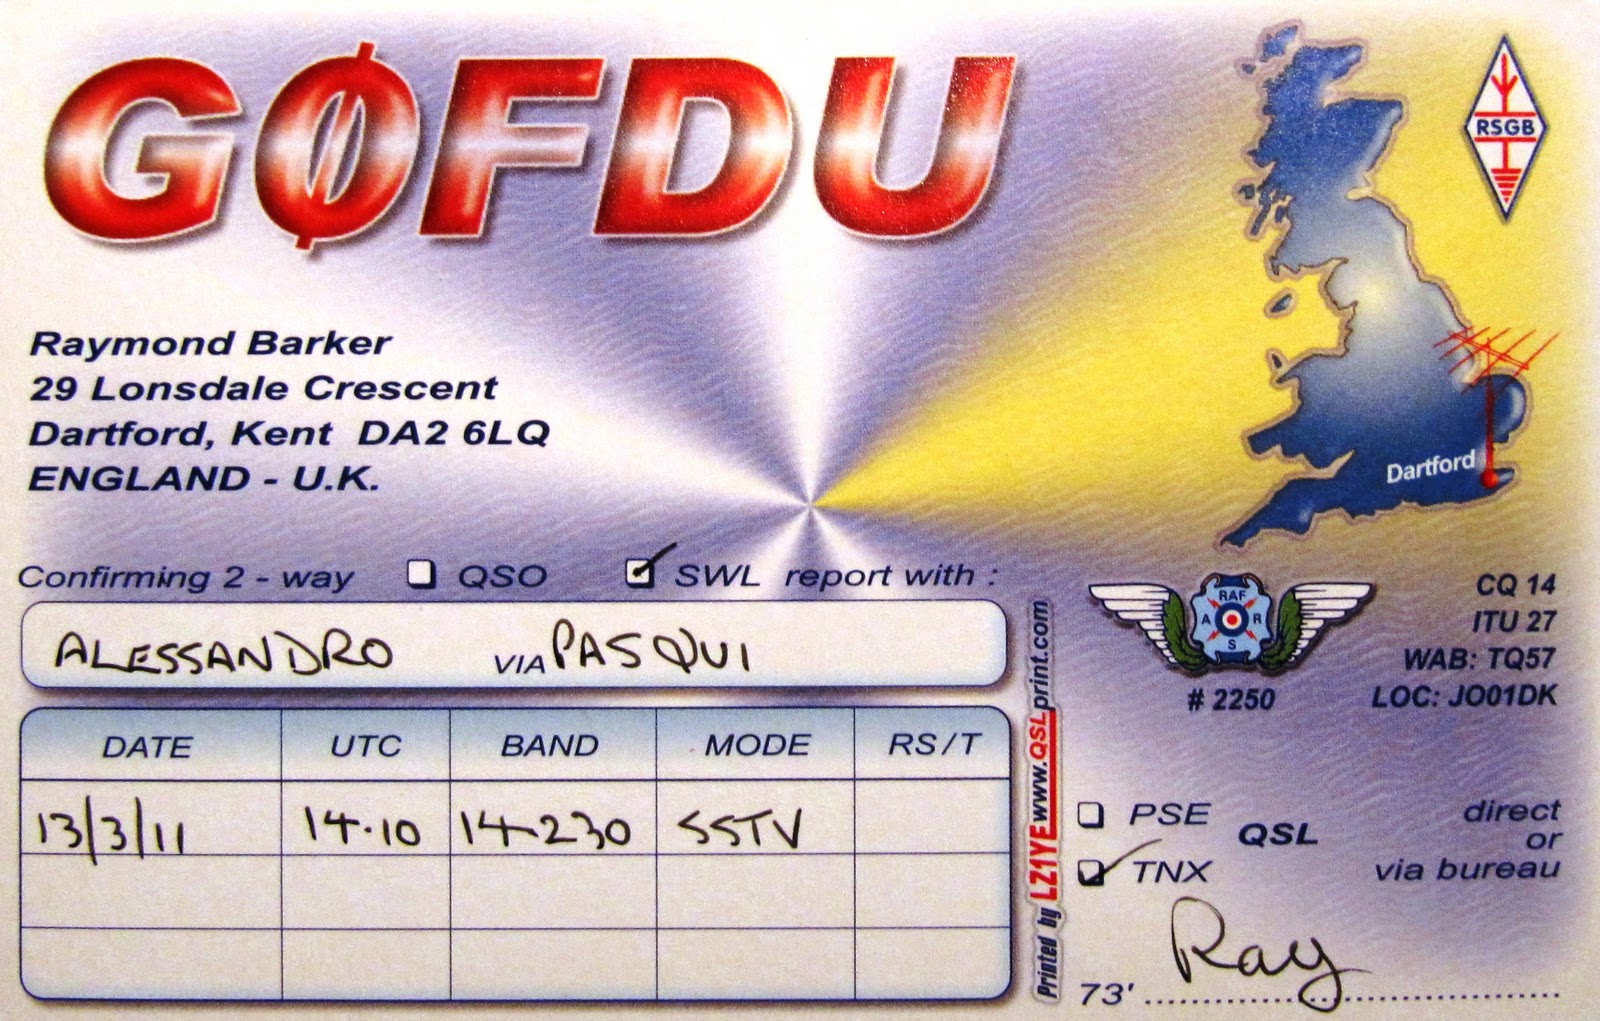 GØFDU
RSGB
Raymond Barker
29 Lonsdale Crescent
Dartford, Kent DA2 6LQ
ENGLAND - U.K.
Dartford
Confirming 2 - way QSO SWL report with :
ALESSANDRO VIA PASQUI
RAF
A R
S
# 2250
CQ 14
ITU 27
WAB: TQ57
LOC: JO01DK
DATE UTC BAND MODE RS/T
13/3/11 14.10 14.230 SSTV
Printed by LZ1YE www.QSLprint.com
PSE
TNX
QSL
direct
or
via bureau
73' Ray